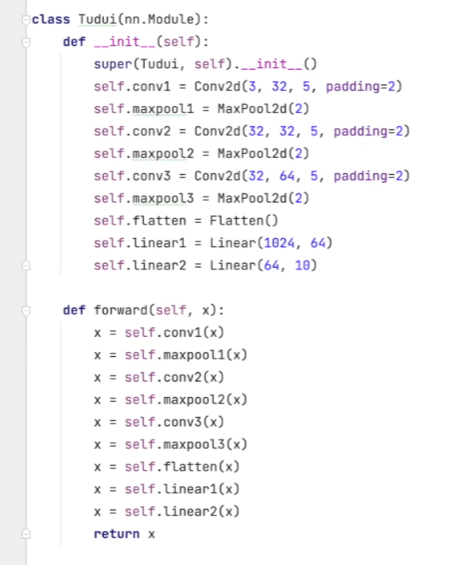 class Tudui(nn.Module):
    def __init__(self):
        super(Tudui, self).__init__()
        self.conv1 = Conv2d(3, 32, 5, padding=2)
        self.maxpool1 = MaxPool2d(2)
        self.conv2 = Conv2d(32, 32, 5, padding=2)
        self.maxpool2 = MaxPool2d(2)
        self.conv3 = Conv2d(32, 64, 5, padding=2)
        self.maxpool3 = MaxPool2d(2)
        self.flatten = Flatten()
        self.linear1 = Linear(1024, 64)
        self.linear2 = Linear(64, 10)

    def forward(self, x):
        x = self.conv1(x)
        x = self.maxpool1(x)
        x = self.conv2(x)
        x = self.maxpool2(x)
        x = self.conv3(x)
        x = self.maxpool3(x)
        x = self.flatten(x)
        x = self.linear1(x)
        x = self.linear2(x)
        return x